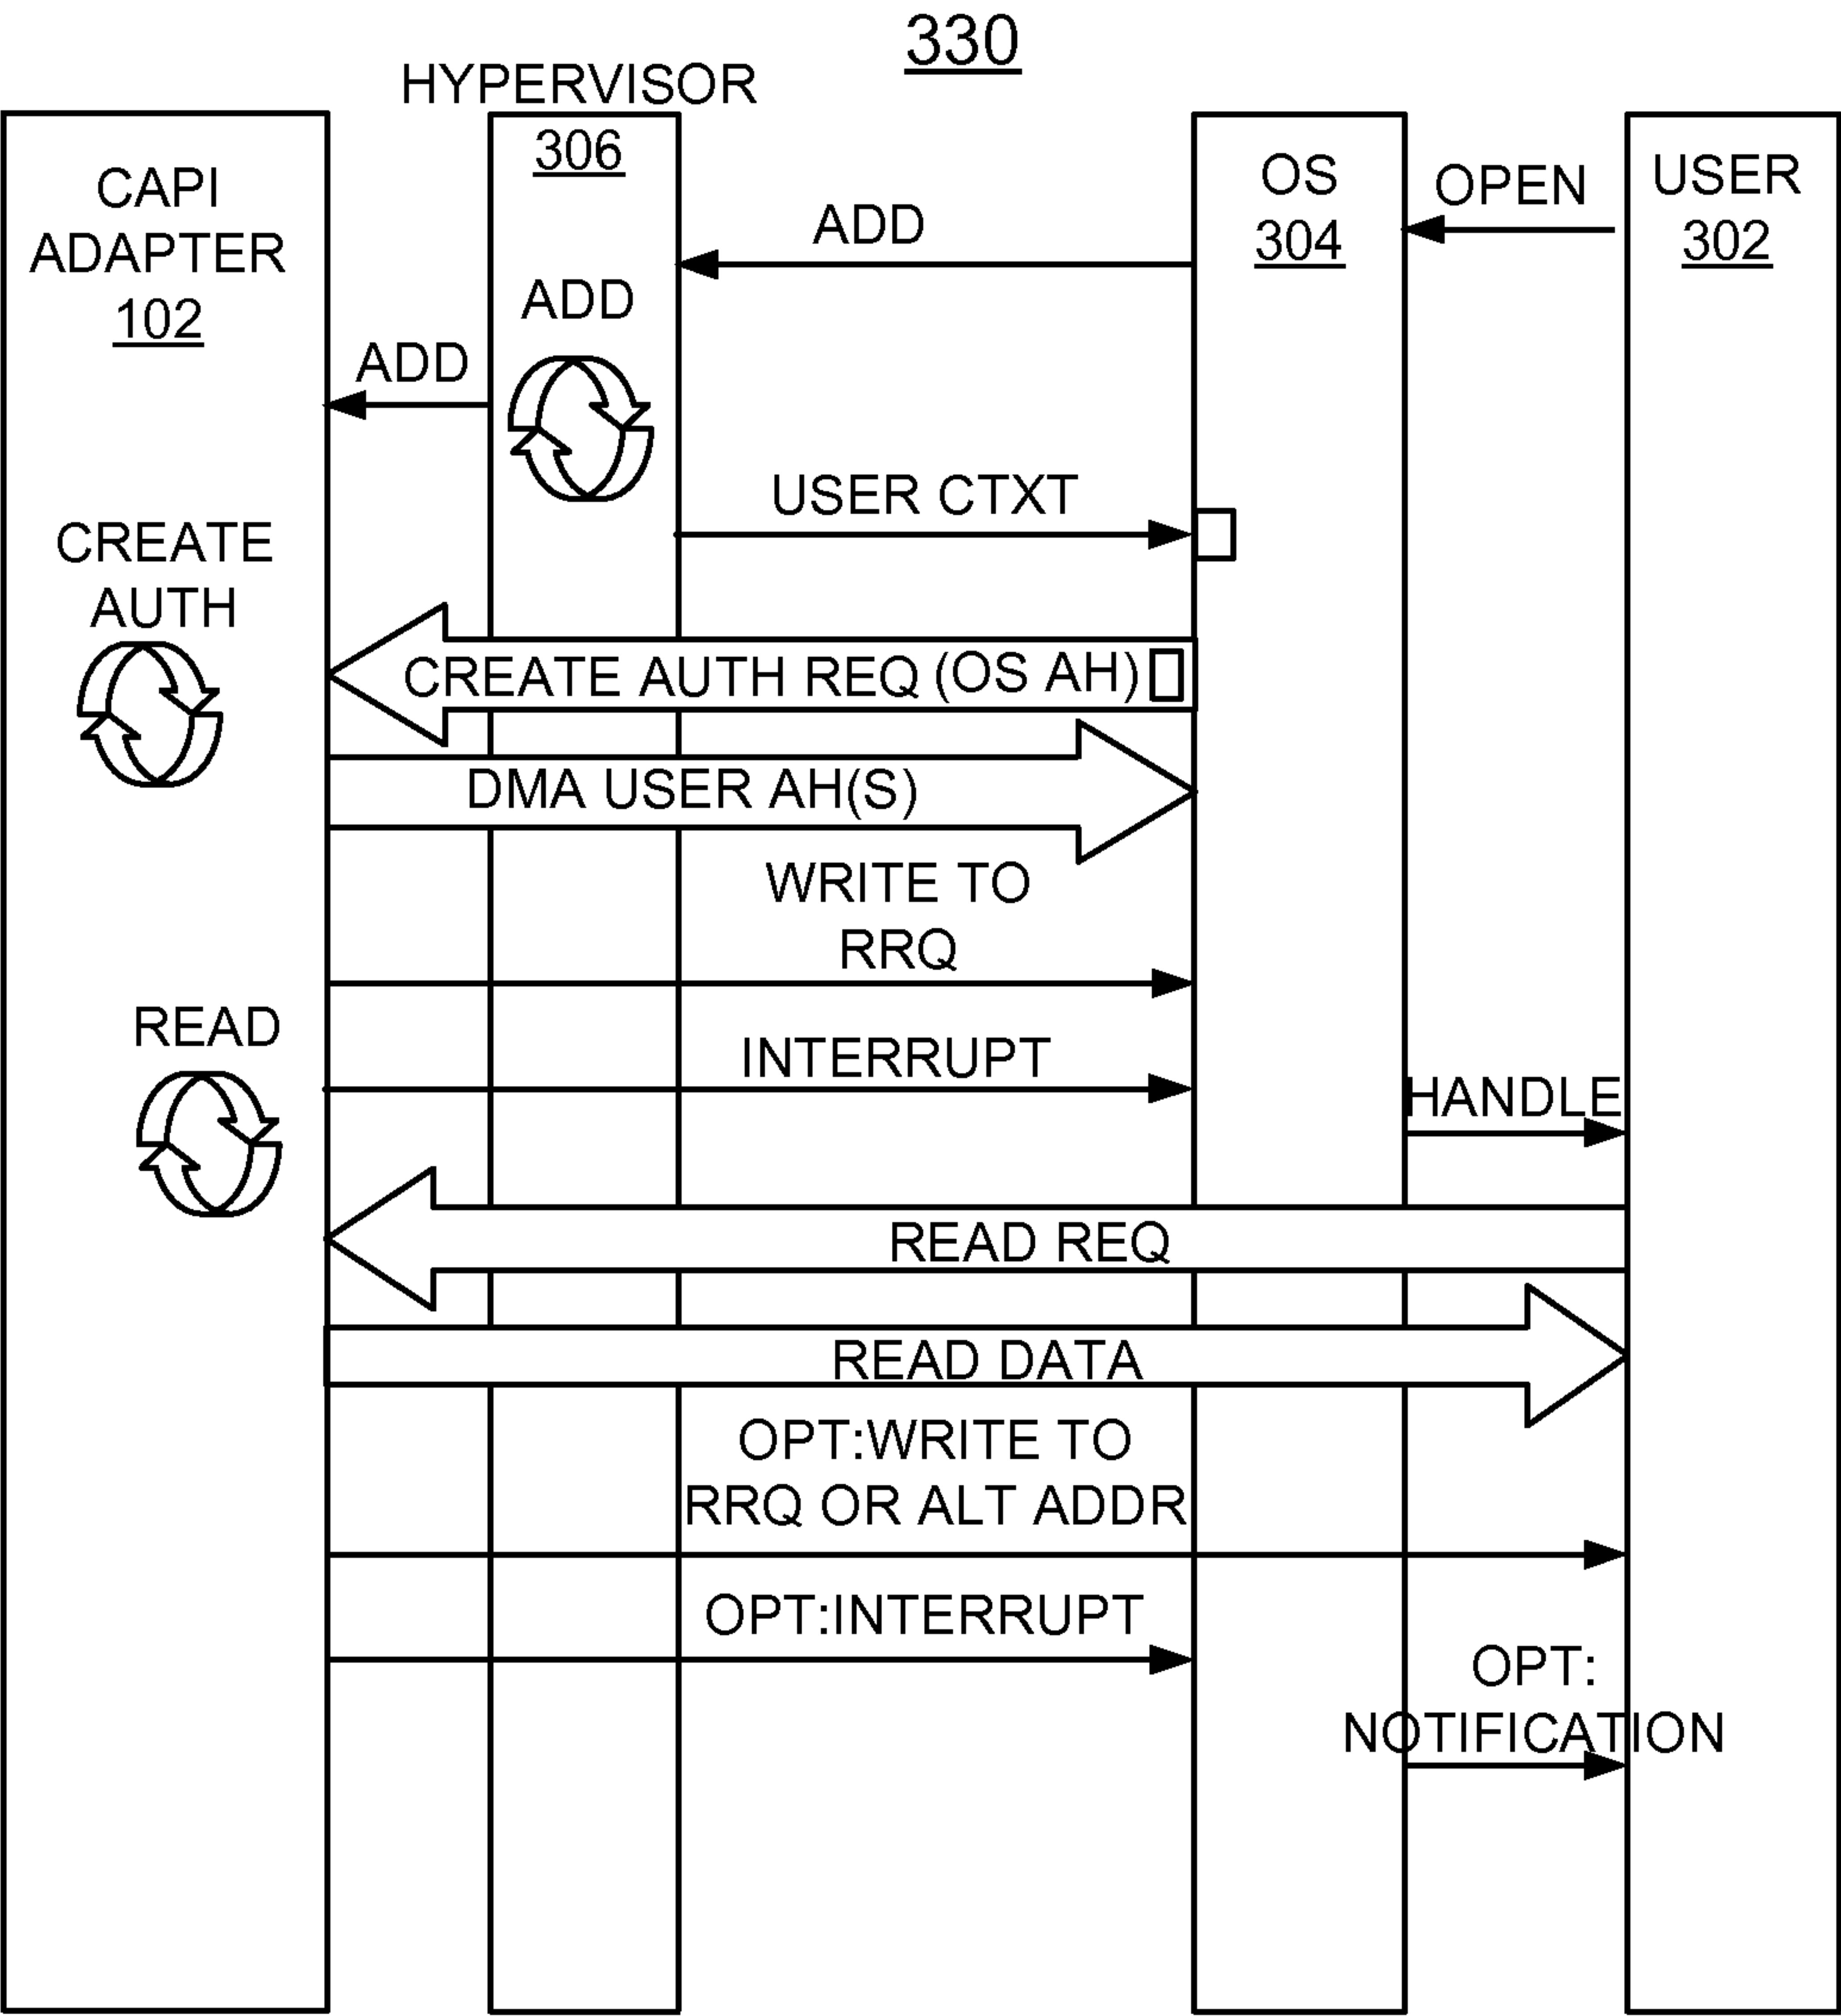 330
HYPERVISOR
306
CAPI
ADAPTER
102
OS
304
USER
302
OPEN
ADD
ADD
ADD
USER CTXT
CREATE
AUTH
CREATE AUTH REQ (OS AH)
DMA USER AH(S)
WRITE TO
RRQ
READ
INTERRUPT
HANDLE
READ REQ
READ DATA
OPT:WRITE TO
RRQ OR ALT ADDR
OPT:INTERRUPT
OPT:
NOTIFICATION